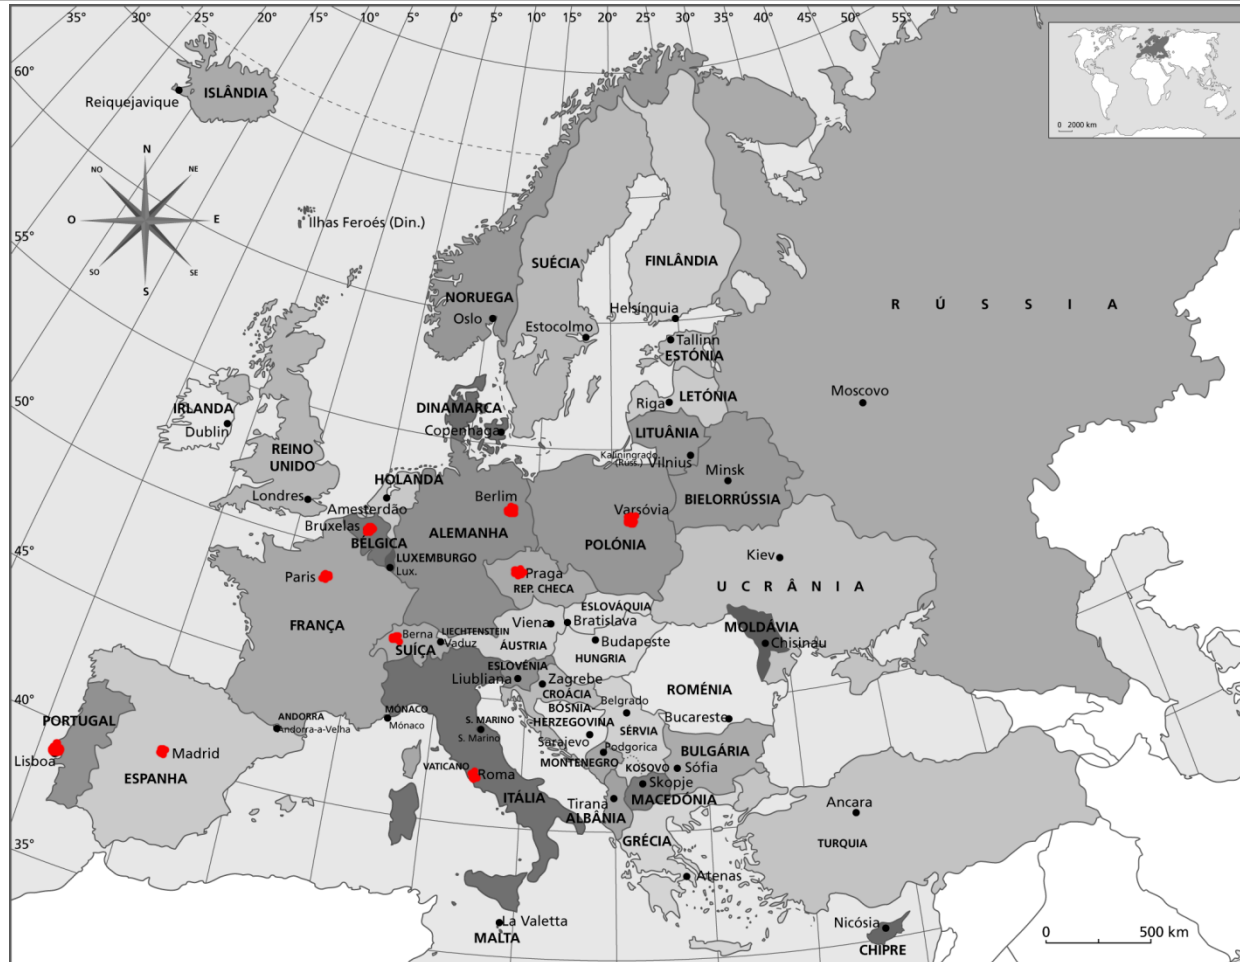 35° 30° 25° 20° 15° 10° 5° 0° 5° 10° 15° 20° 25° 30° 35° 40° 45° 50° 55°
60°
55°
50°
45°
40°
35°
0 2000 km
Reiquejavique
ISLÂNDIA
N
NO
NE
O
E
SO
SE
S
Ilhas Feroés (Din.)
SUÉCIA
FINLÂNDIA
NORUEGA
Oslo
Helsínquia
Estocolmo
Tallinn
ESTÓNIA
RÚSSIA
Moscovo
IRLANDA
Dublin
DINAMARCA
Copenhaga
Riga
LETÓNIA
LITUÂNIA
Kaliningrado
(Russ.)
Vilnius
Minsk
BIELORRÚSSIA
REINO
UNIDO
Londres
HOLANDA
Amesterdão
Bruxelas
BÉLGICA
Berlim
ALEMANHA
Varsóvia
POLÓNIA
LUXEMBURGO
Lux.
Paris
FRANÇA
Praga
REP. CHECA
Kiev
UCRÂNIA
ESLOVÁQUIA
Bratislava
Viena
ÁUSTRIA
Budapeste
HUNGRIA
MOLDÁVIA
Chisinau
Berna
SUÍÇA
LIECHTENSTEIN
Vaduz
ESLOVÉNIA
Liubliana
Zagrebe
CROÁCIA
ROMÉNIA
Bucareste
BÓSNIA
-HERZEGOVINA
Sarajevo
Belgrado
SÉRVIA
Podgorica
MONTENEGRO
KOSOVO
BULGÁRIA
Sófia
Skopje
MACEDÓNIA
PORTUGAL
Lisboa
Madrid
ESPANHA
ANDORRA
Andorra-a-Velha
MÓNACO
Mónaco
S. MARINO
S. Marino
VATICANO
Roma
ITÁLIA
Tirana
ALBÂNIA
GRÉCIA
Atenas
Ancara
TURQUIA
La Valetta
MALTA
Nicósia
CHIPRE
0 500 km